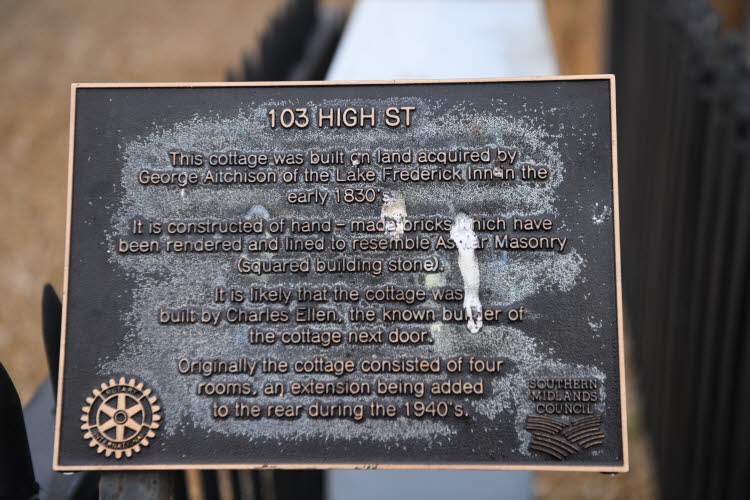 103 HIGH ST
This cottage was built on land acquired by
George Aitchison of the Lake Frederick Inn in the
early 1830's.
It is constructed of hand - made bricks which have
been rendered and lined to resemble Ashlar Masonry
(squared building stone).
It is likely that the cottage was
built by Charles Ellen, the known builder of
the cottage next door.
Originally the cottage consisted of four
rooms, an extension being added
to the rear during the 1940's.
ROTARY
INTERNATIONAL
SOUTHERN
MIDLANDS
COUNCIL